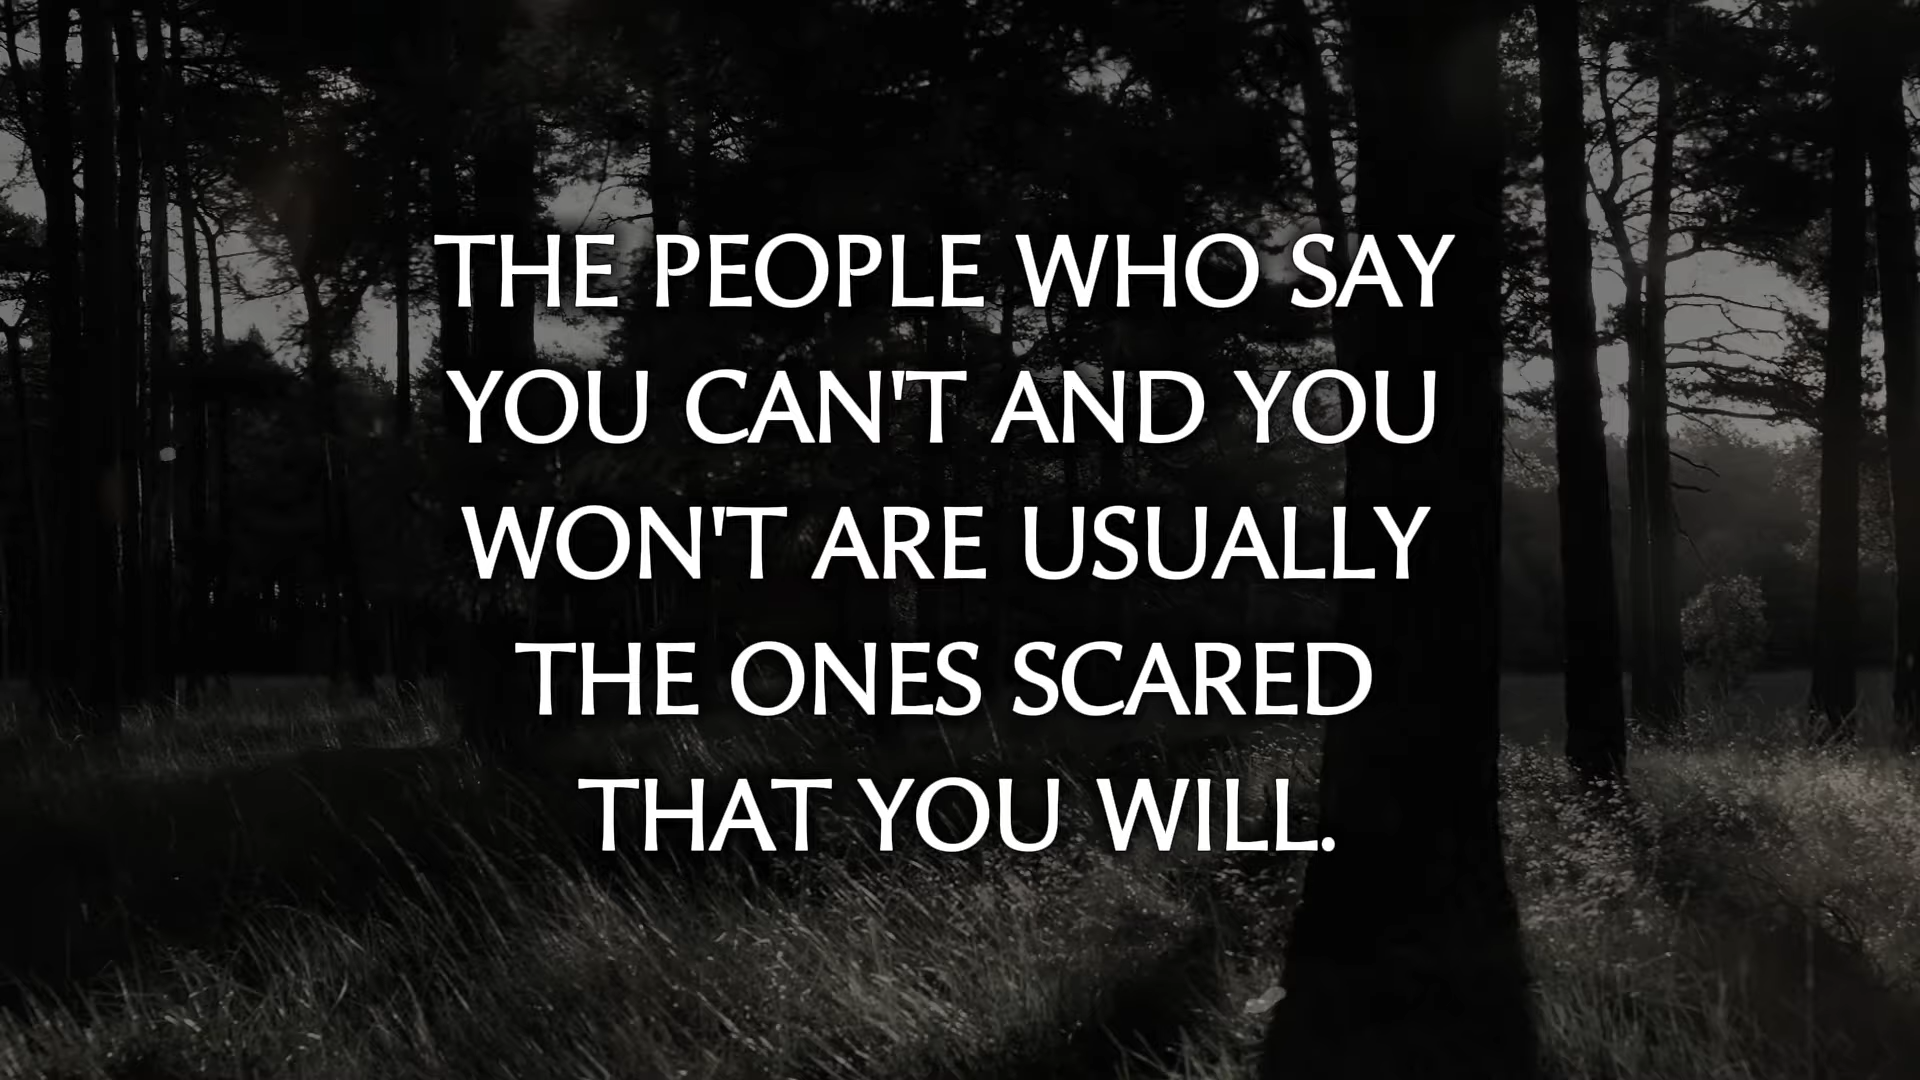 THE PEOPLE WHO SAY
YOU CAN'T AND YOU
WON'T ARE USUALLY
THE ONES SCARED
THAT YOU WILL.